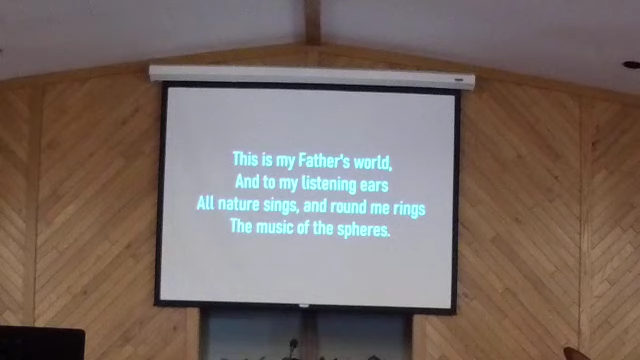 This is my Father's world,
And to my listening ears
All nature sings, and round me rings
The music of the spheres.